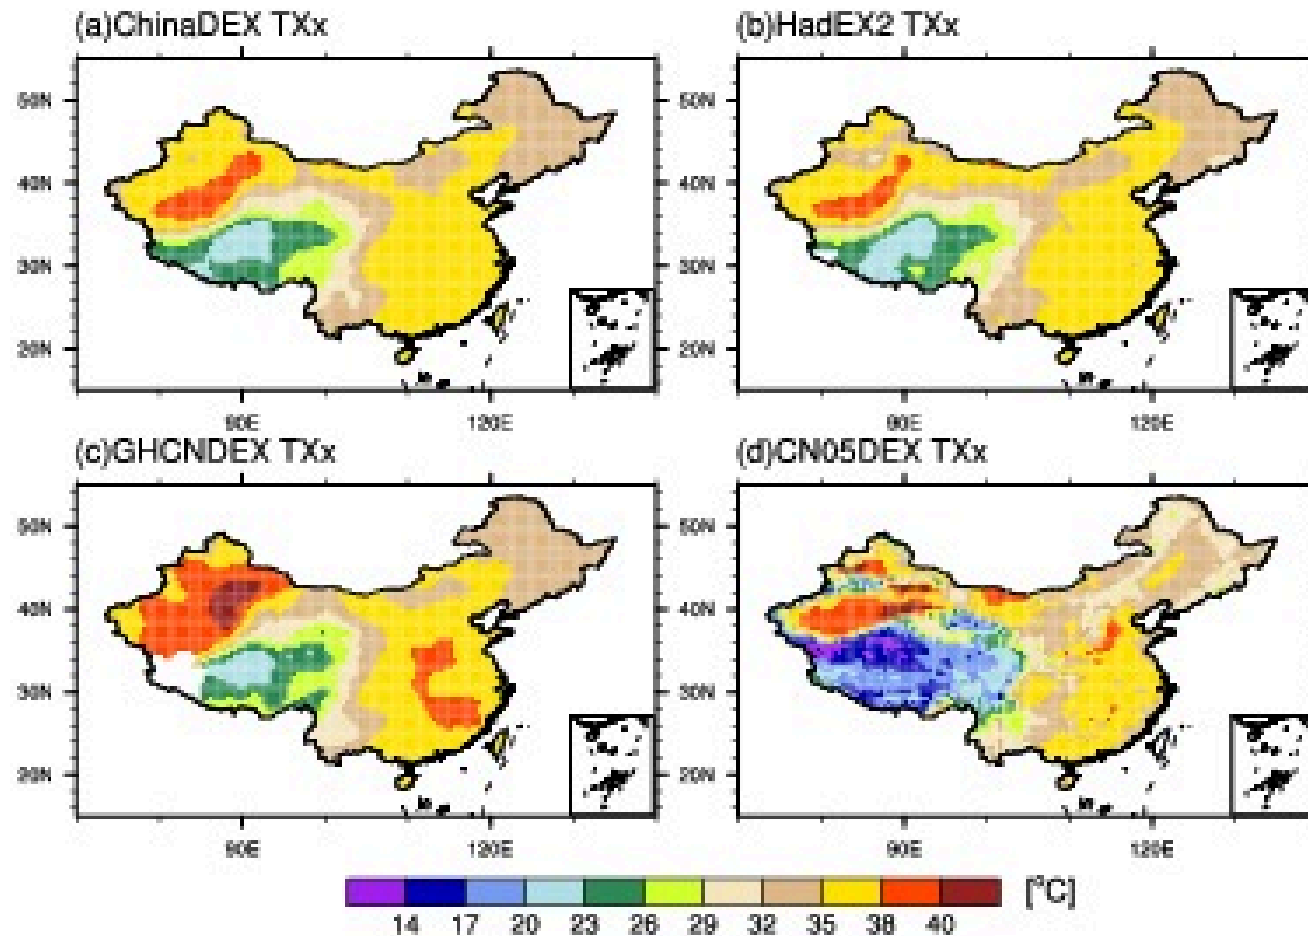 (a)ChinaDEX TXx
(b)HadEX2 TXx
50N
50N
40N
40N
30N
30N
20N
20N
90E
120E
90E
120E
(c)GHCNDEX TXx
(d)CN05DEX TXx
50N
50N
40N
40N
30N
30N
20N
20N
90E
120E
90E
120E
[°C]
14 17 20 23 26 29 32 35 38 40